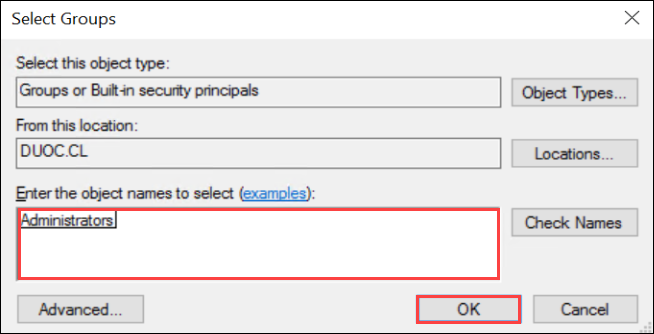 Select Groups
Select this object type:
Groups or Built-in security principals
Object Types...
From this location:
DUOC.CL
Locations...
Enter the object names to select (examples):
Administrators
Check Names
Advanced...
OK
Cancel